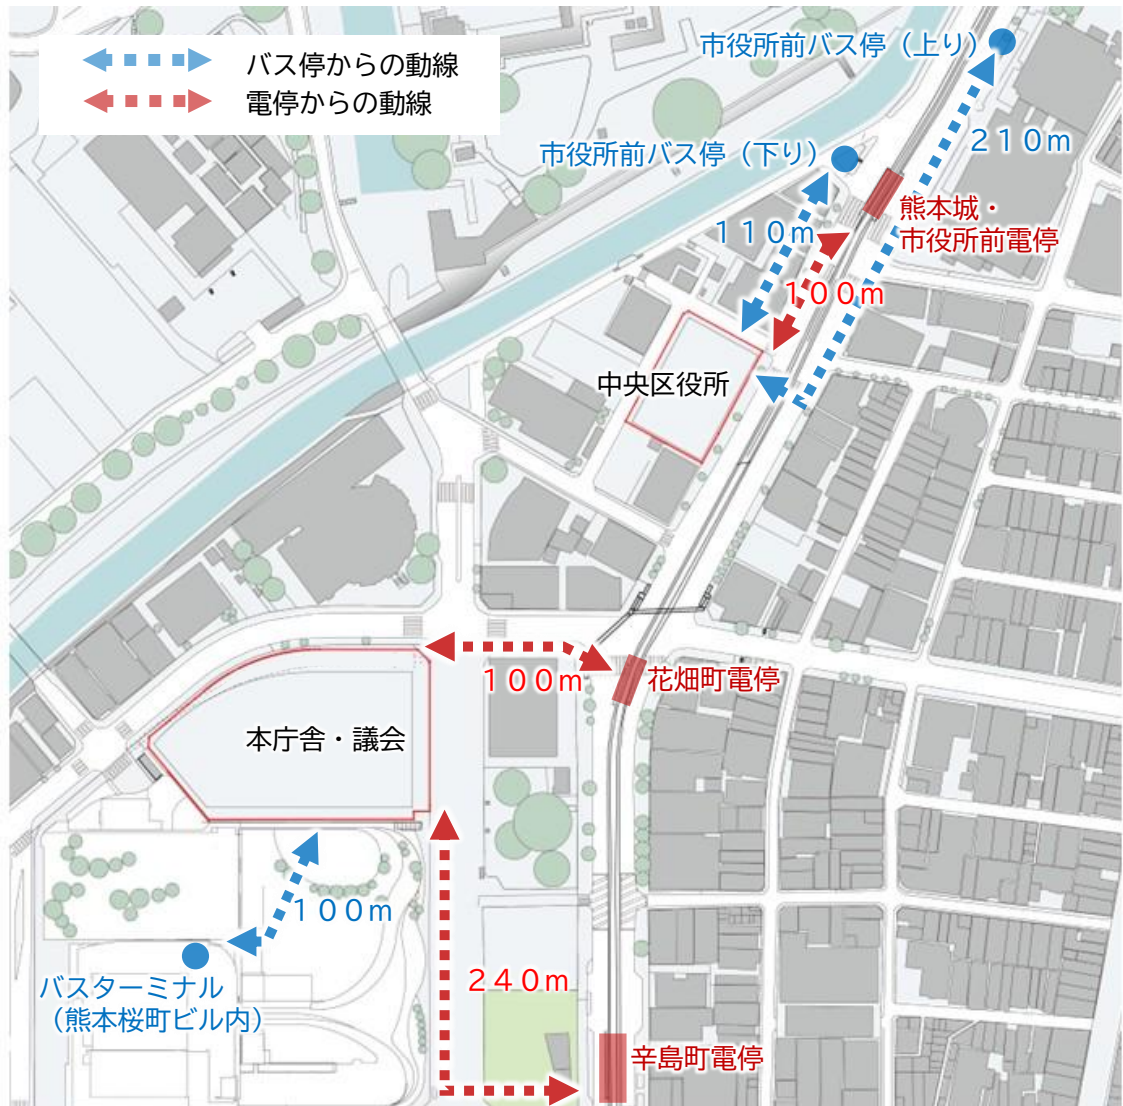 バス停からの動線
電停からの動線
市役所前バス停（上り）
２１０ｍ
市役所前バス停（下り）
１１０ｍ
熊本城・
市役所前電停
１００ｍ
中央区役所
１００ｍ
花畑町電停
本庁舎・議会
１００ｍ
バスターミナル
（熊本桜町ビル内）
２４０ｍ
辛島町電停